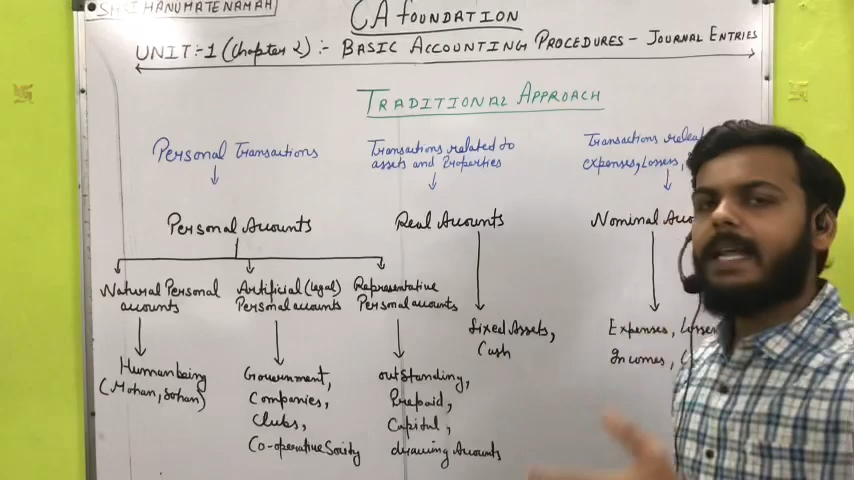 SHRI HANUMATE NAMAH
CA FOUNDATION
UNIT:-1 (Chapter 2):- BASIC ACCOUNTING PROCEDURES - JOURNAL ENTRIES
TRADITIONAL APPROACH
Personal Transactions
Personal Accounts
Natural Personal
accounts
Human being
(Mohan, Sohan)
Artificial (legal)
Personal accounts
Government,
Companies,
Clubs,
Co-operative Society
Representative
Personal accounts
outstanding,
Prepaid,
Capital,
drawing Accounts
Transactions related to
assets and Properties
Real Accounts
Fixed Assets,
Cash
Transactions
expenses, Losses,
Nominal
Expenses,
Incomes,